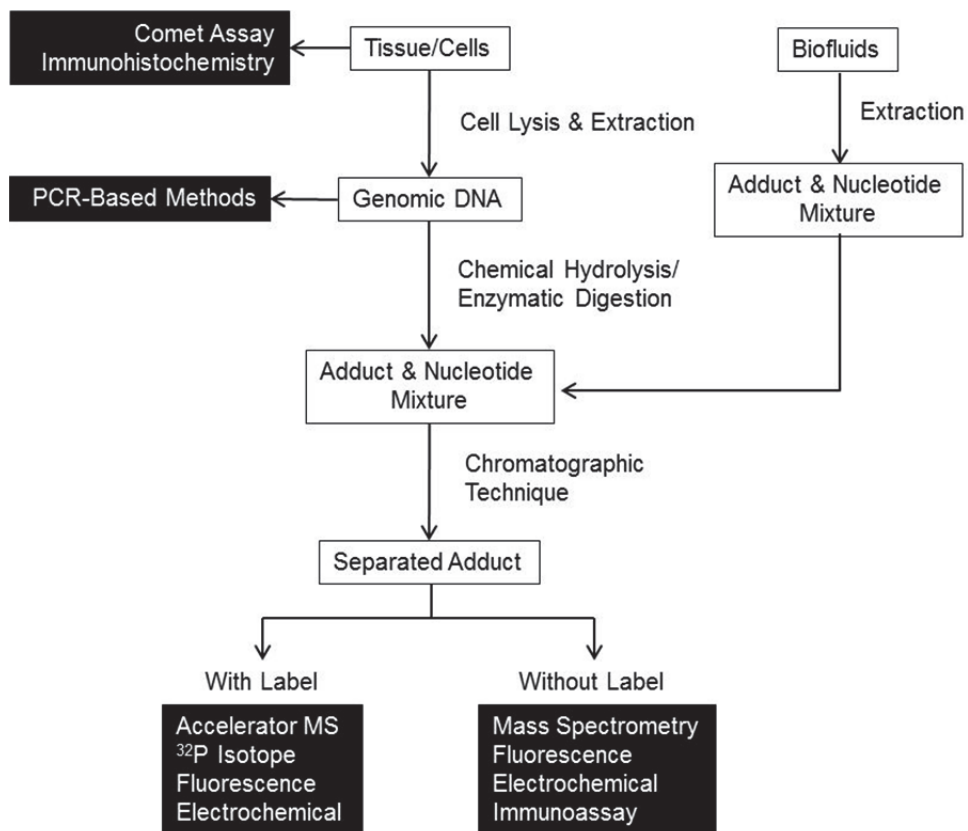 Comet Assay
Immunohistochemistry
Tissue/Cells
Biofluids
Cell Lysis & Extraction
Extraction
PCR-Based Methods
Genomic DNA
Adduct & Nucleotide
Mixture
Chemical Hydrolysis/
Enzymatic Digestion
Adduct & Nucleotide
Mixture
Chromatographic
Technique
Separated Adduct
With Label
Without Label
Accelerator MS
³²P Isotope
Fluorescence
Electrochemical
Mass Spectrometry
Fluorescence
Electrochemical
Immunoassay